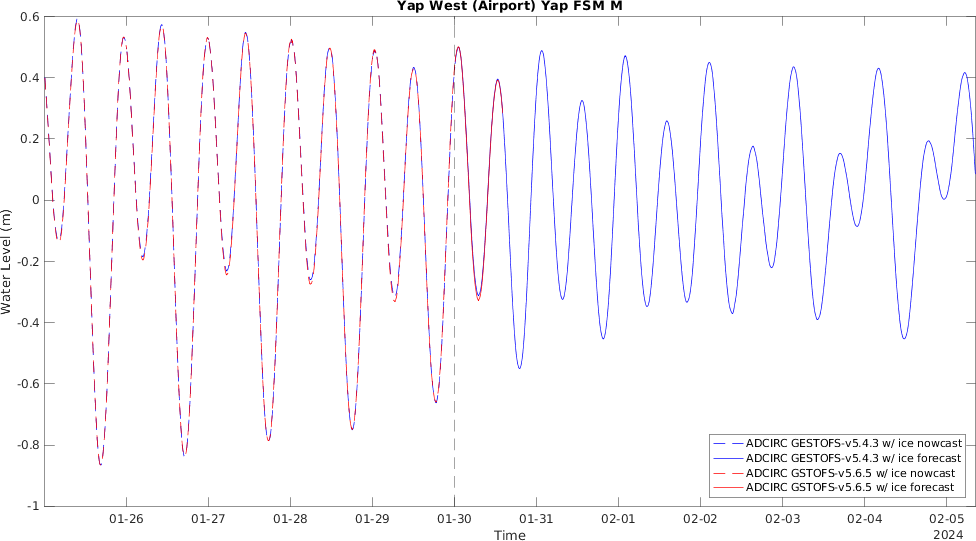 Yap West (Airport) Yap FSM M
0.6
0.4
0.2
0
-0.2
-0.4
-0.6
-0.8
-1
Water Level (m)
ADCIRC GESTOFS-v5.4.3 w/ ice nowcast
ADCIRC GESTOFS-v5.4.3 w/ ice forecast
ADCIRC GSTOFS-v5.6.5 w/ ice nowcast
ADCIRC GSTOFS-v5.6.5 w/ ice forecast
01-26 01-27 01-28 01-29 01-30 01-31 02-01 02-02 02-03 02-04 02-05
Time 2024